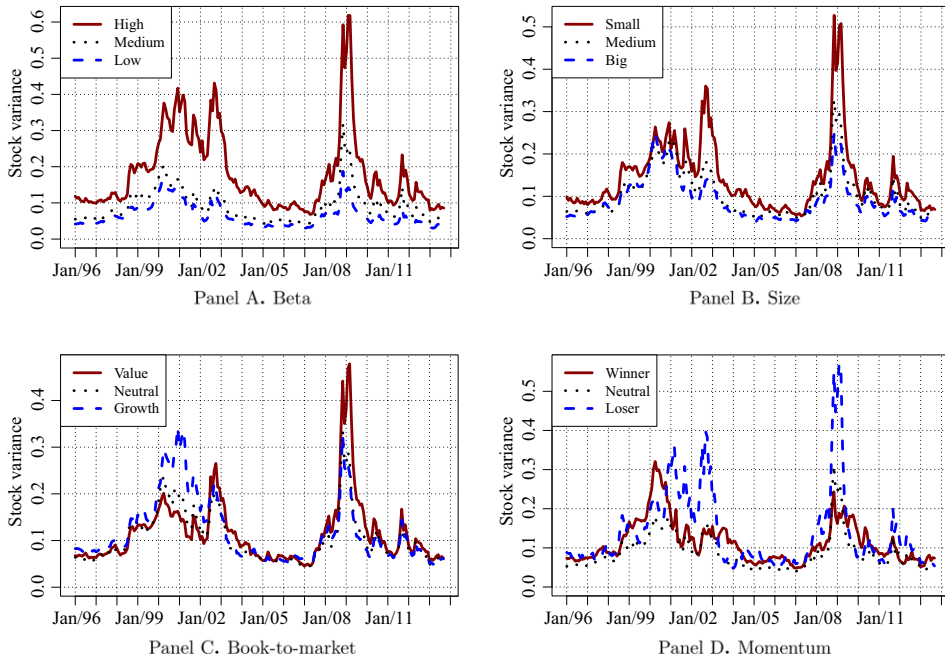 High
Medium
Low
Stock variance
0.0 0.1 0.2 0.3 0.4 0.5 0.6
Jan/96 Jan/99 Jan/02 Jan/05 Jan/08 Jan/11
Panel A. Beta
Small
Medium
Big
Stock variance
0.0 0.1 0.2 0.3 0.4 0.5
Jan/96 Jan/99 Jan/02 Jan/05 Jan/08 Jan/11
Panel B. Size
Value
Neutral
Growth
Stock variance
0.0 0.1 0.2 0.3 0.4
Jan/96 Jan/99 Jan/02 Jan/05 Jan/08 Jan/11
Panel C. Book-to-market
Winner
Neutral
Loser
Stock variance
0.0 0.1 0.2 0.3 0.4 0.5
Jan/96 Jan/99 Jan/02 Jan/05 Jan/08 Jan/11
Panel D. Momentum